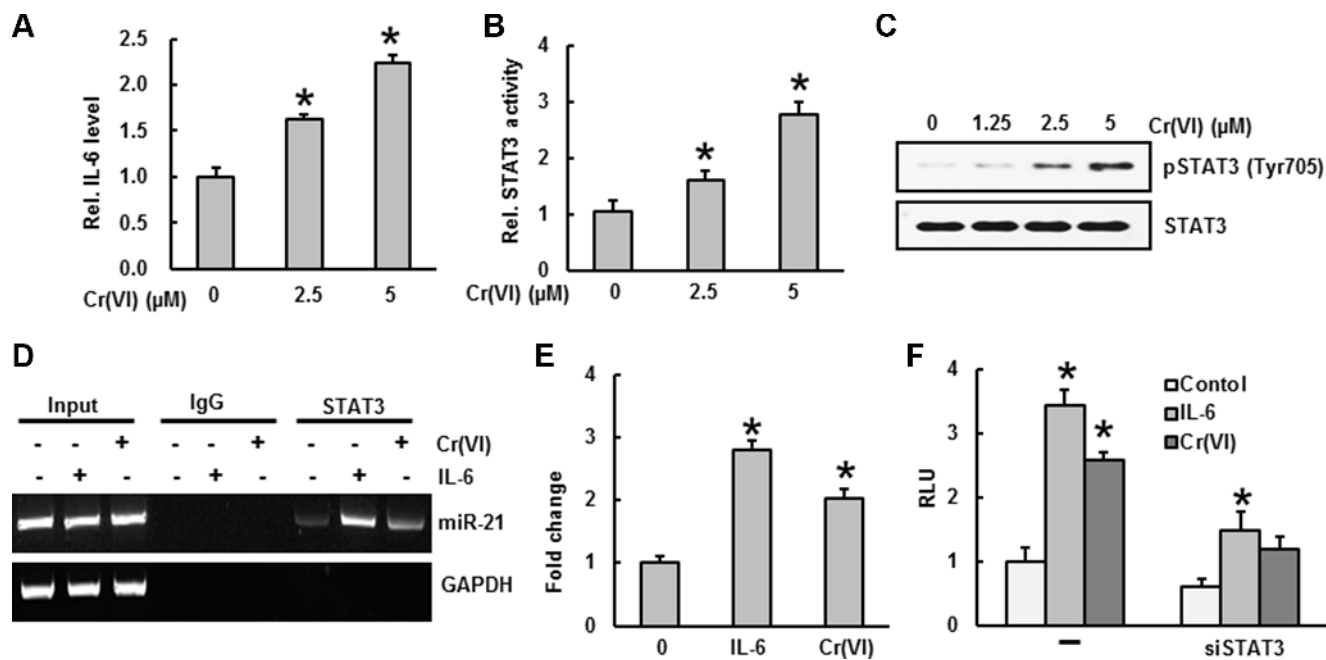 A
2.5
2.0
1.5
1.0
0.5
0.0
Rel. IL-6 level
*
*
Cr(VI) (µM) 0 2.5 5
B
4
3
2
1
0
Rel. STAT3 activity
*
*
Cr(VI) (µM) 0 2.5 5
C
0 1.25 2.5 5 Cr(VI) (µM)
pSTAT3 (Tyr705)
STAT3
D
Input IgG STAT3
- - + - - + - - + Cr(VI)
- + - - + - - + - IL-6
miR-21
GAPDH
E
4
3
2
1
0
Fold change
*
*
0 IL-6 Cr(VI)
F
4
3
2
1
0
RLU
*
*
*
Contol
IL-6
Cr(VI)
– siSTAT3